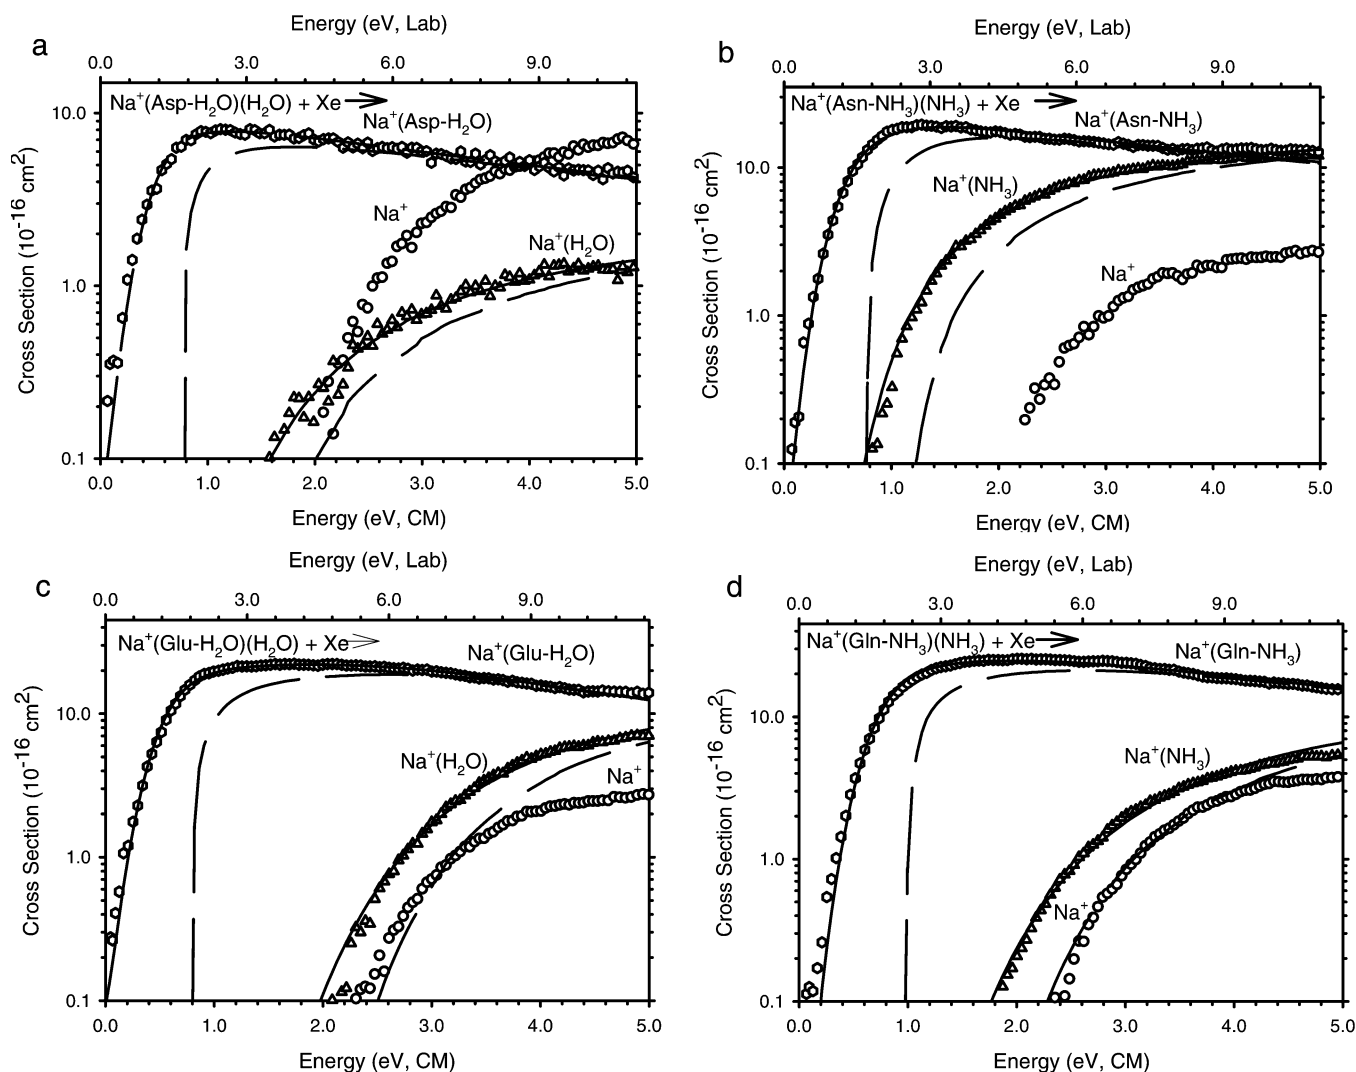 a
Energy (eV, Lab)
0.0 3.0 6.0 9.0
Na+(Asp-H2O)(H2O) + Xe
Na+(Asp-H2O)
Na+
Na+(H2O)
Cross Section (10-16 cm2)
10.0
1.0
0.1
0.0 1.0 2.0 3.0 4.0 5.0
Energy (eV, CM)
b
Energy (eV, Lab)
0.0 3.0 6.0 9.0
Na+(Asn-NH3)(NH3) + Xe
Na+(Asn-NH3)
Na+(NH3)
Na+
Cross Section (10-16 cm2)
10.0
1.0
0.1
0.0 1.0 2.0 3.0 4.0 5.0
Energy (eV, CM)
c
Energy (eV, Lab)
0.0 3.0 6.0 9.0
Na+(Glu-H2O)(H2O) + Xe
Na+(Glu-H2O)
Na+(H2O)
Na+
Cross Section (10-16 cm2)
10.0
1.0
0.1
0.0 1.0 2.0 3.0 4.0 5.0
Energy (eV, CM)
d
Energy (eV, Lab)
0.0 3.0 6.0 9.0
Na+(Gln-NH3)(NH3) + Xe
Na+(Gln-NH3)
Na+(NH3)
Na+
Cross Section (10-16 cm2)
10.0
1.0
0.1
0.0 1.0 2.0 3.0 4.0 5.0
Energy (eV, CM)